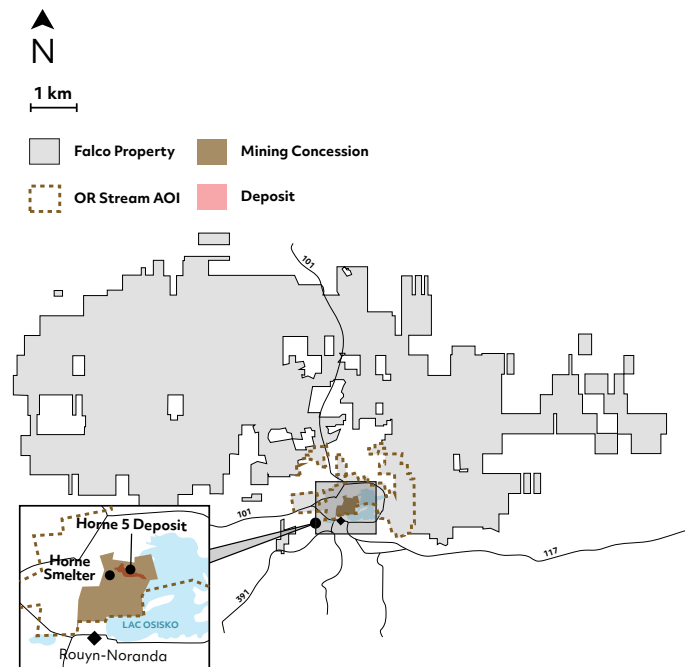 N
1 km
Falco Property
Mining Concession
OR Stream AOI
Deposit
101
101
117
391
Horne 5 Deposit
Horne
Smelter
LAC OSISKO
Rouyn-Noranda